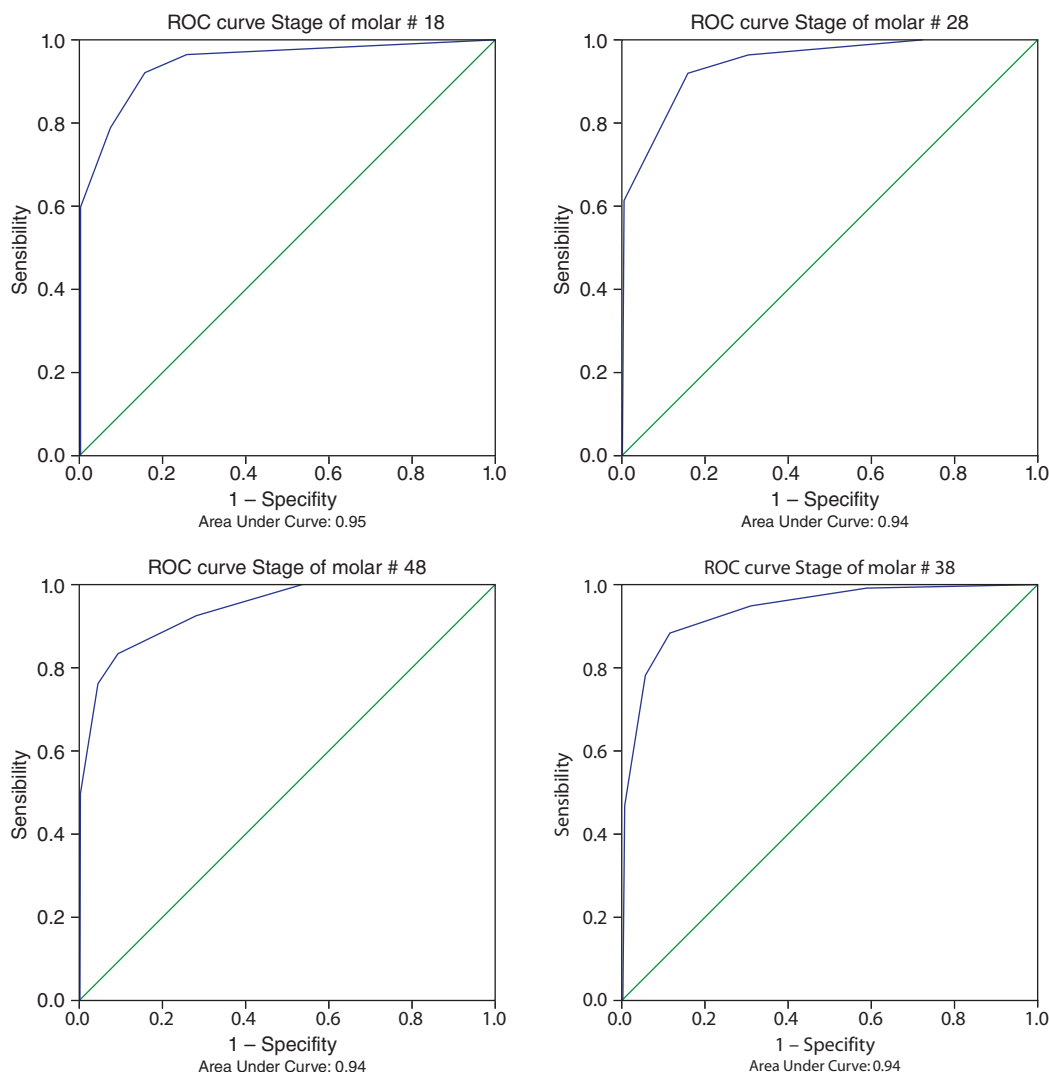 ROC curve Stage of molar # 18
1.0
0.8
0.6
0.4
0.2
0.0
Sensibility
0.0 0.2 0.4 0.6 0.8 1.0
1 – Specifity
Area Under Curve: 0.95
ROC curve Stage of molar # 28
1.0
0.8
0.6
0.4
0.2
0.0
Sensibility
0.0 0.2 0.4 0.6 0.8 1.0
1 – Specifity
Area Under Curve: 0.94
ROC curve Stage of molar # 48
1.0
0.8
0.6
0.4
0.2
0.0
Sensibility
0.0 0.2 0.4 0.6 0.8 1.0
1 – Specifity
Area Under Curve: 0.94
ROC curve Stage of molar # 38
1.0
0.8
0.6
0.4
0.2
0.0
Sensibility
0.0 0.2 0.4 0.6 0.8 1.0
1 – Specifity
Area Under Curve: 0.94